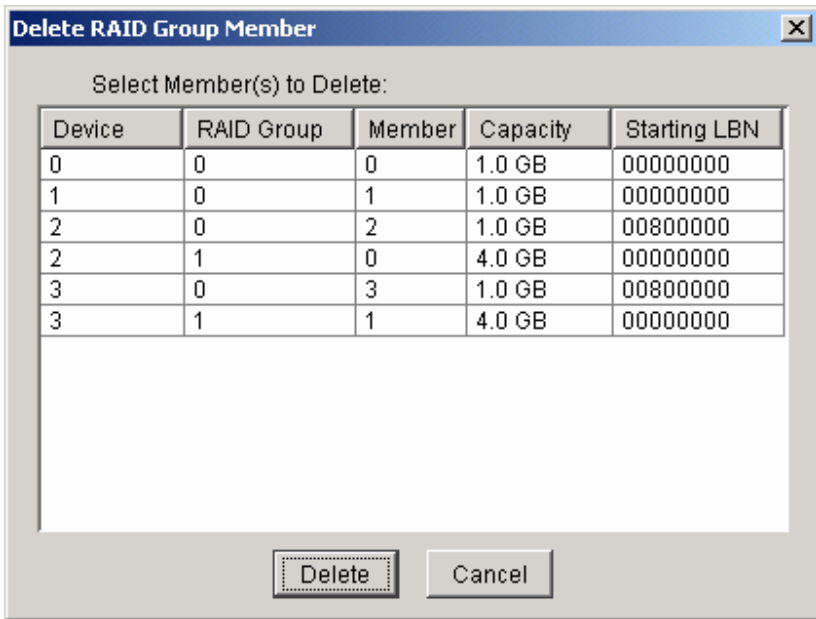 Delete RAID Group Member
Select Member(s) to Delete:
Device RAID Group Member Capacity Starting LBN
0 0 0 1.0 GB 00000000
1 0 1 1.0 GB 00000000
2 0 2 1.0 GB 00800000
2 1 0 4.0 GB 00000000
3 0 3 1.0 GB 00800000
3 1 1 4.0 GB 00000000
Delete Cancel